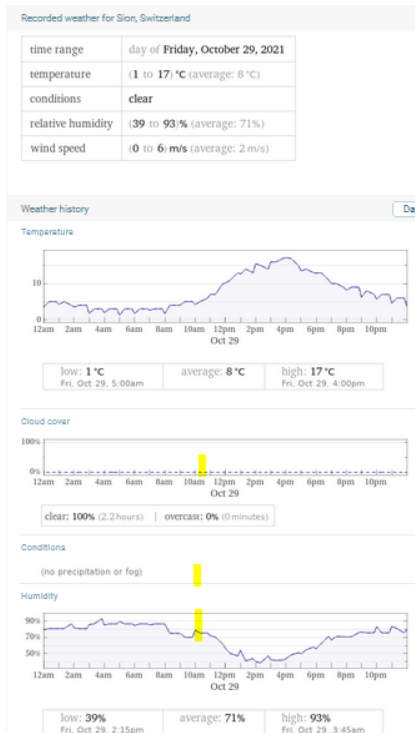 Recorded weather for Sion, Switzerland
time range day of Friday, October 29, 2021
temperature (1 to 17) °C (average: 8 °C)
conditions clear
relative humidity (39 to 93)% (average: 71%)
wind speed (0 to 6) m/s (average: 2 m/s)
Weather history Da
Temperature
10
0
12am 2am 4am 6am 8am 10am 12pm 2pm 4pm 6pm 8pm 10pm
Oct 29
low: 1 °C average: 8 °C high: 17 °C
Fri, Oct 29, 5:00am Fri, Oct 29, 4:00pm
Cloud cover
100%
0%
12am 2am 4am 6am 8am 10am 12pm 2pm 4pm 6pm 8pm 10pm
Oct 29
clear: 100% (2.2 hours) | overcast: 0% (0 minutes)
Conditions
(no precipitation or fog)
Humidity
90%
70%
50%
12am 2am 4am 6am 8am 10am 12pm 2pm 4pm 6pm 8pm 10pm
Oct 29
low: 39% average: 71% high: 93%
Fri, Oct 29, 2:15pm Fri, Oct 29, 3:45am